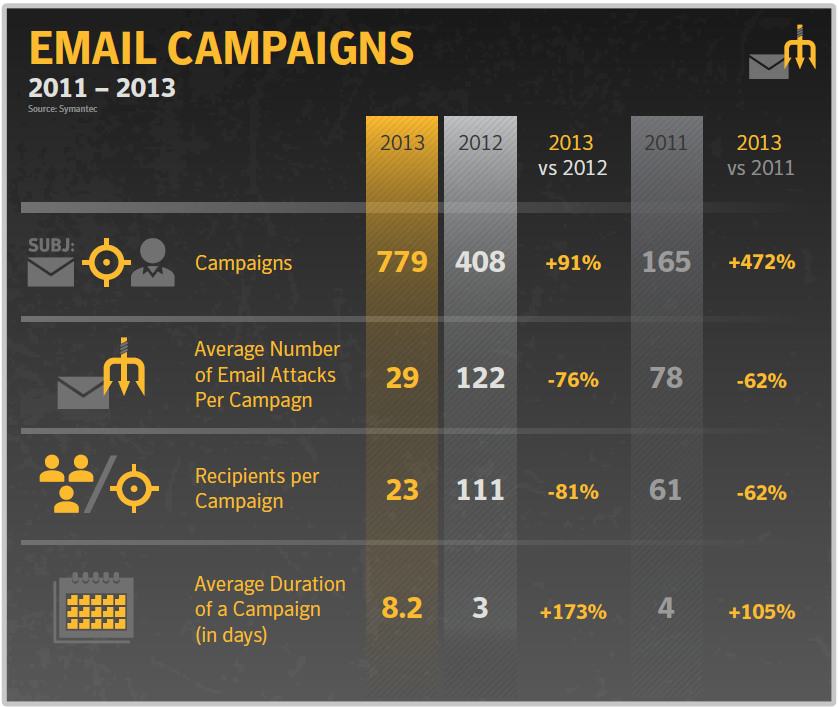 EMAIL CAMPAIGNS
2011 – 2013
Source: Symantec
2013 2012 2013 vs 2012 2011 2013 vs 2011
SUBJ:
Campaigns 779 408 +91% 165 +472%
Average Number
of Email Attacks
Per Campaign 29 122 -76% 78 -62%
Recipients per
Campaign 23 111 -81% 61 -62%
Average Duration
of a Campaign
(in days) 8.2 3 +173% 4 +105%